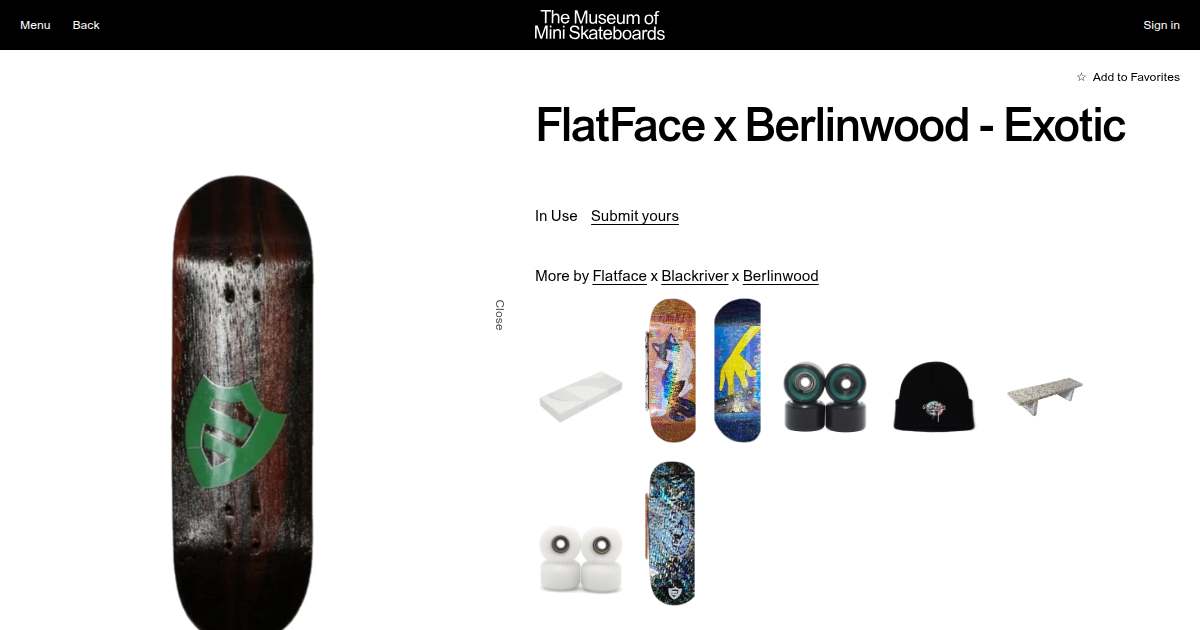 Menu
Back
The Museum of
Mini Skateboards
Sign in
☆ Add to Favorites
FlatFace x Berlinwood - Exotic
In Use Submit yours
More by Flatface x Blackriver x Berlinwood
Close